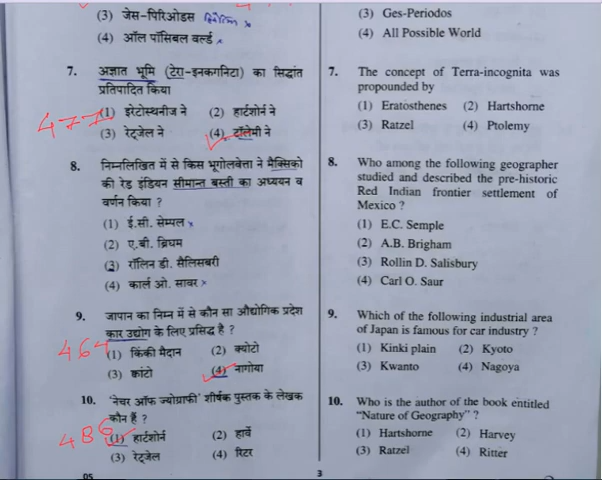 (3) जेस-पिरिओडस
(4) ऑल पॉसिबल वर्ल्ड x
7. अज्ञात भूमि (टेरा-इनकगनिटा) का सिद्धांत
प्रतिपादित किया
477 (1) इरेटोस्थनीज ने (2) हार्टशोर्न ने
(3) रेट्जेल ने (4) टॉलेमी ने
8. निम्नलिखित में से किस भूगोलवेत्ता ने मैक्सिको
की रेड इंडियन सीमान्त बस्ती का अध्ययन व
वर्णन किया ?
(1) ई.सी. सेम्पल x
(2) ए.बी. ब्रिघम
(3) रॉलिन डी. सैलिसबरी
(4) कार्ल ओ. सावर x
9. जापान का निम्न में से कौन सा औद्योगिक प्रदेश
कार उद्योग के लिए प्रसिद्ध है ?
464 (1) किंकी मैदान (2) क्योटो
(3) कांटो (4) नागोया
10. 'नेचर ऑफ ज्योग्राफी' शीर्षक पुस्तक के लेखक
कौन हैं ?
486 (1) हार्टशोर्न (2) हार्वे
(3) रेट्जेल (4) रिटर
05
(3) Ges-Periodos
(4) All Possible World
7. The concept of Terra-incognita was
propounded by
(1) Eratosthenes (2) Hartshorne
(3) Ratzel (4) Ptolemy
8. Who among the following geographer
studied and described the pre-historic
Red Indian frontier settlement of
Mexico ?
(1) E.C. Semple
(2) A.B. Brigham
(3) Rollin D. Salisbury
(4) Carl O. Saur
9. Which of the following industrial area
of Japan is famous for car industry ?
(1) Kinki plain (2) Kyoto
(3) Kwanto (4) Nagoya
10. Who is the author of the book entitled
"Nature of Geography" ?
(1) Hartshorne (2) Harvey
(3) Ratzel (4) Ritter
3